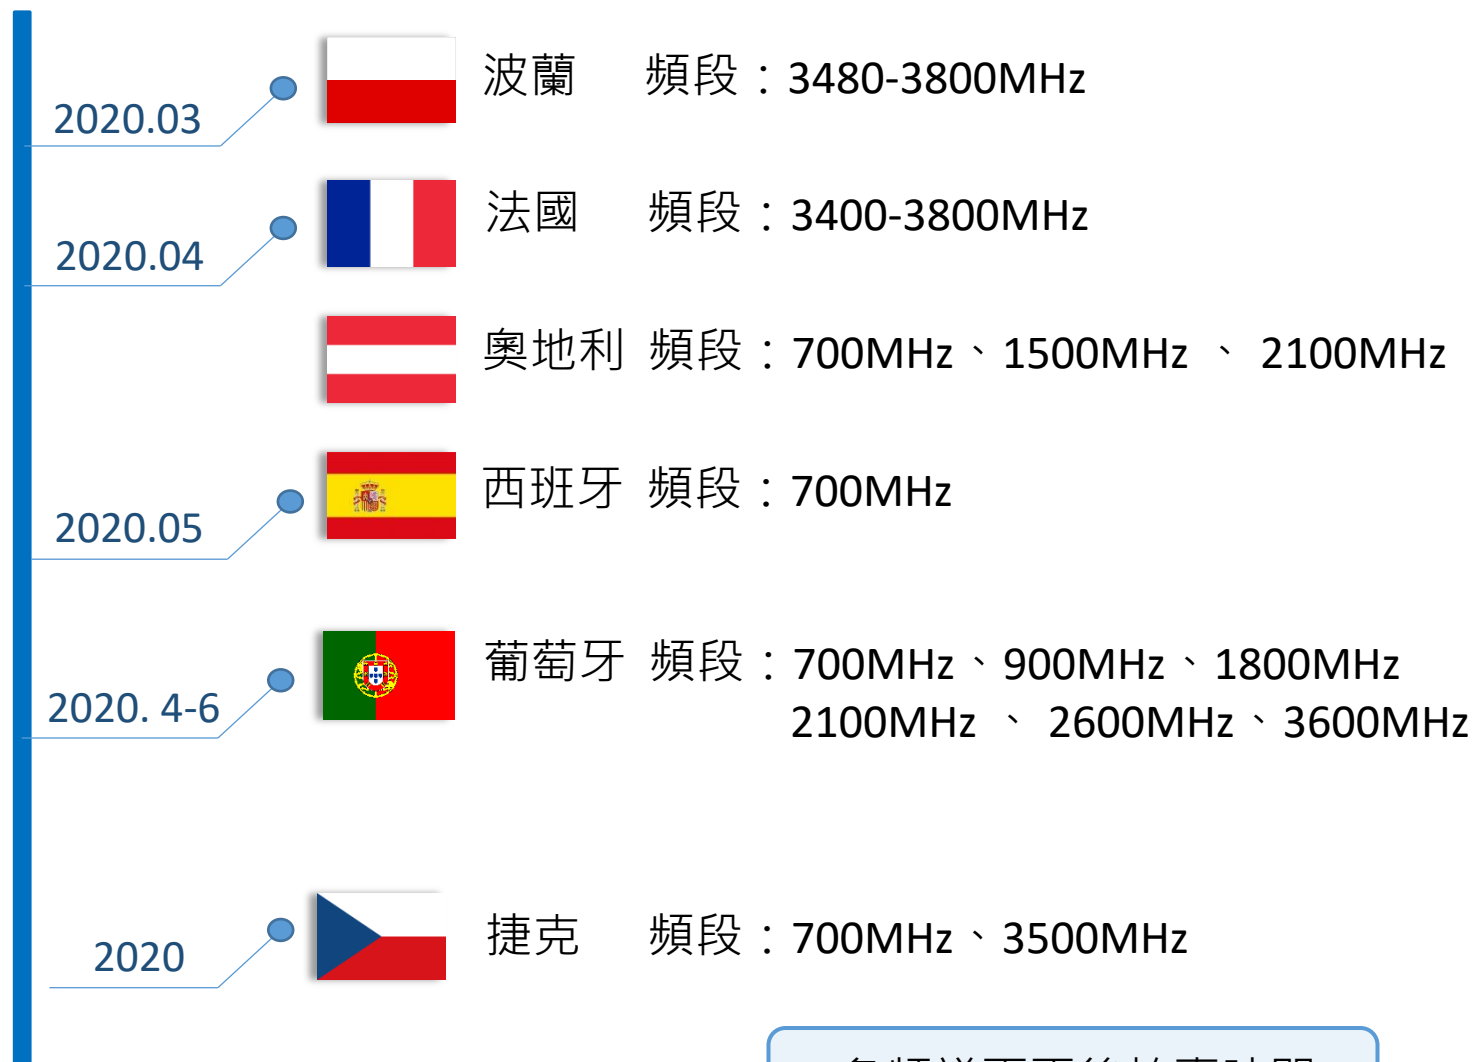 2020.03
波蘭 頻段：3480-3800MHz
2020.04
法國 頻段：3400-3800MHz
奧地利 頻段：700MHz、1500MHz 、 2100MHz
2020.05
西班牙 頻段：700MHz
2020. 4-6
葡萄牙 頻段：700MHz、900MHz、1800MHz
2100MHz 、 2600MHz、3600MHz
2020
捷克 頻段：700MHz、3500MHz